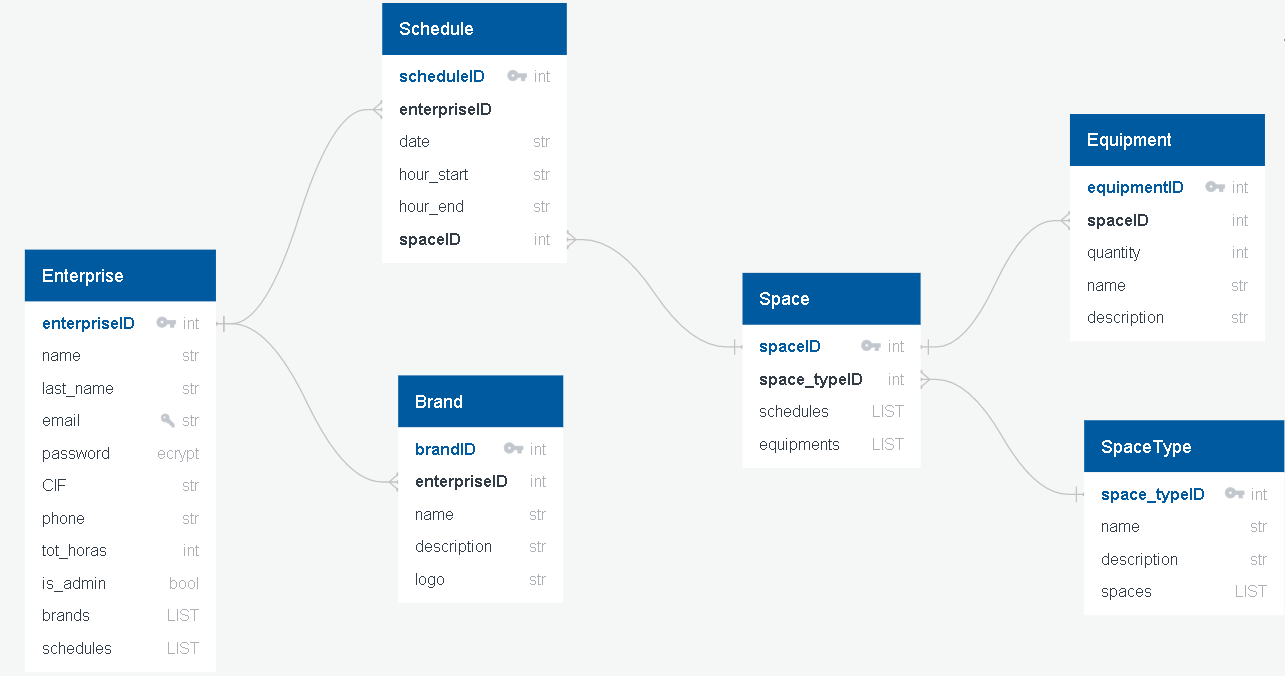 Schedule
scheduleID int
enterpriseID
date str
hour_start str
hour_end str
spaceID int
Enterprise
enterpriseID int
name str
last_name str
email str
password ecrypt
CIF str
phone str
tot_horas int
is_admin bool
brands LIST
schedules LIST
Brand
brandID int
enterpriseID int
name str
description str
logo str
Space
spaceID int
space_typeID int
schedules LIST
equipments LIST
Equipment
equipmentID int
spaceID int
quantity int
name str
description str
SpaceType
space_typeID int
name str
description str
spaces LIST